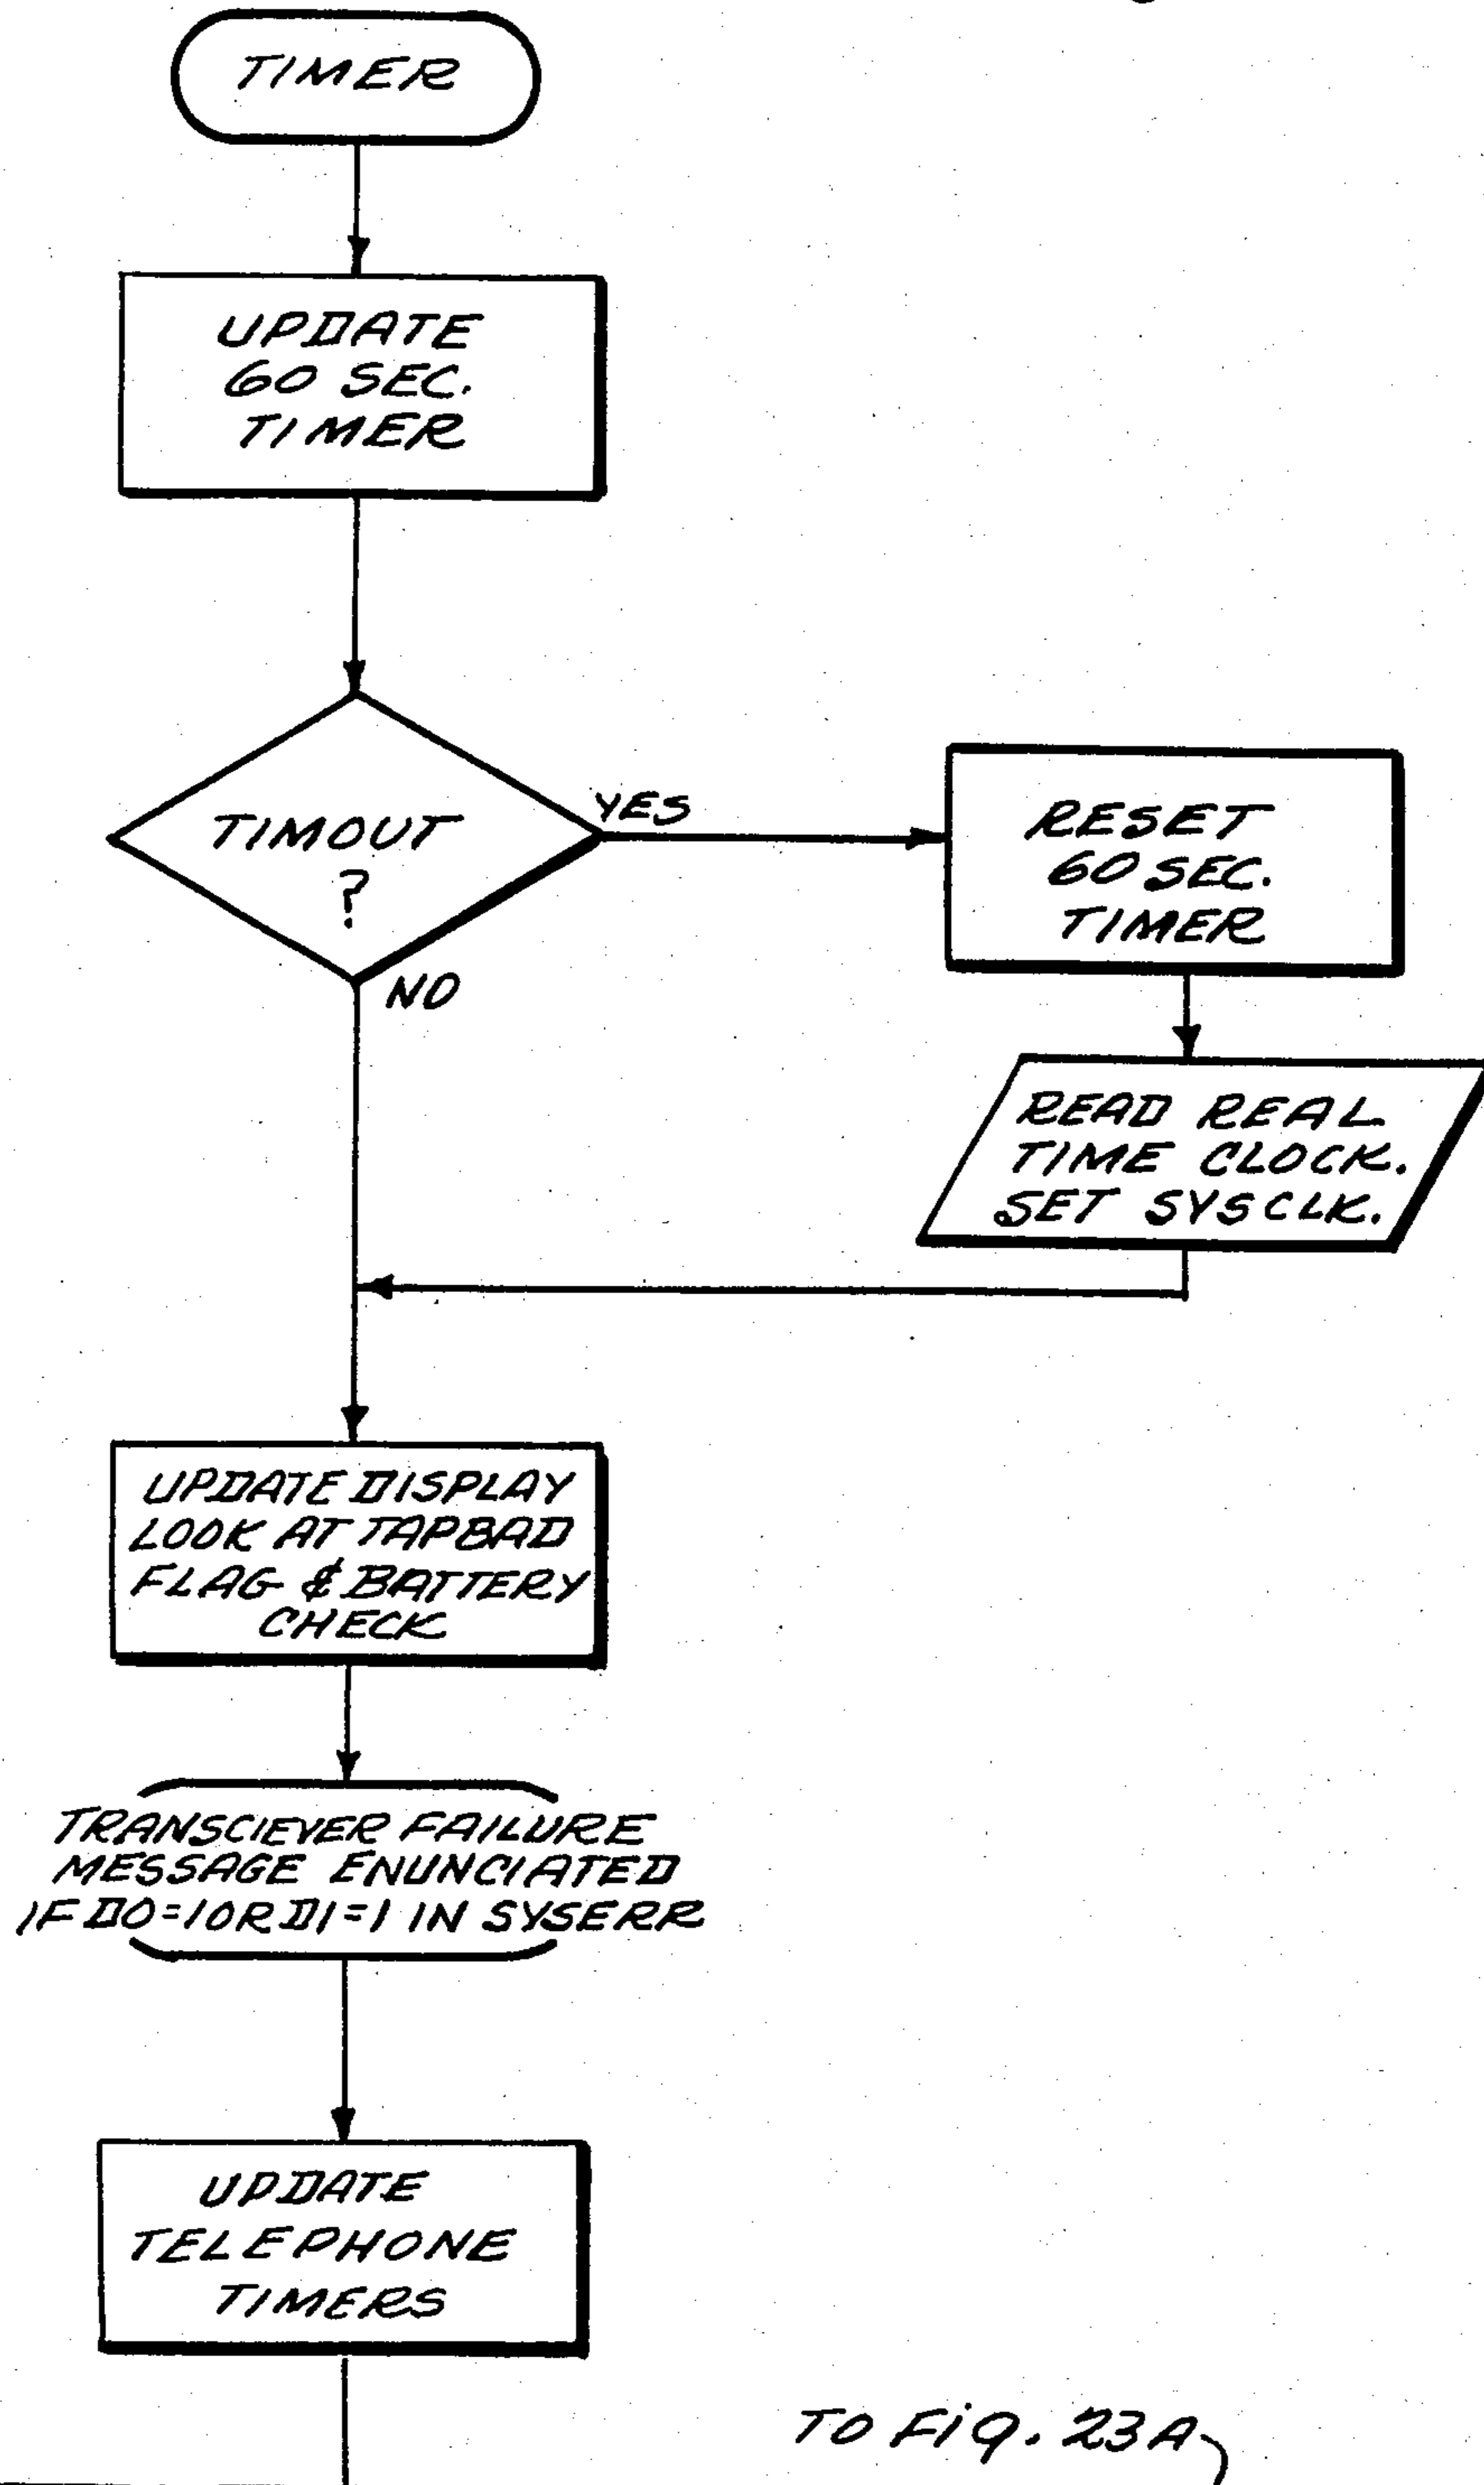 TIMER
UPDATE
60 SEC.
TIMER
TIMOUT
?
YES
NO
RESET
60 SEC.
TIMER
READ REAL
TIME CLOCK.
SET SYSCLK.
UPDATE DISPLAY
LOOK AT TAPBAD
FLAG & BATTERY
CHECK
TRANSCIEVER FAILURE
MESSAGE ENUNCIATED
IF D0=1 OR D1=1 IN SYSERR
UPDATE
TELEPHONE
TIMERS
TO Fig. 23A